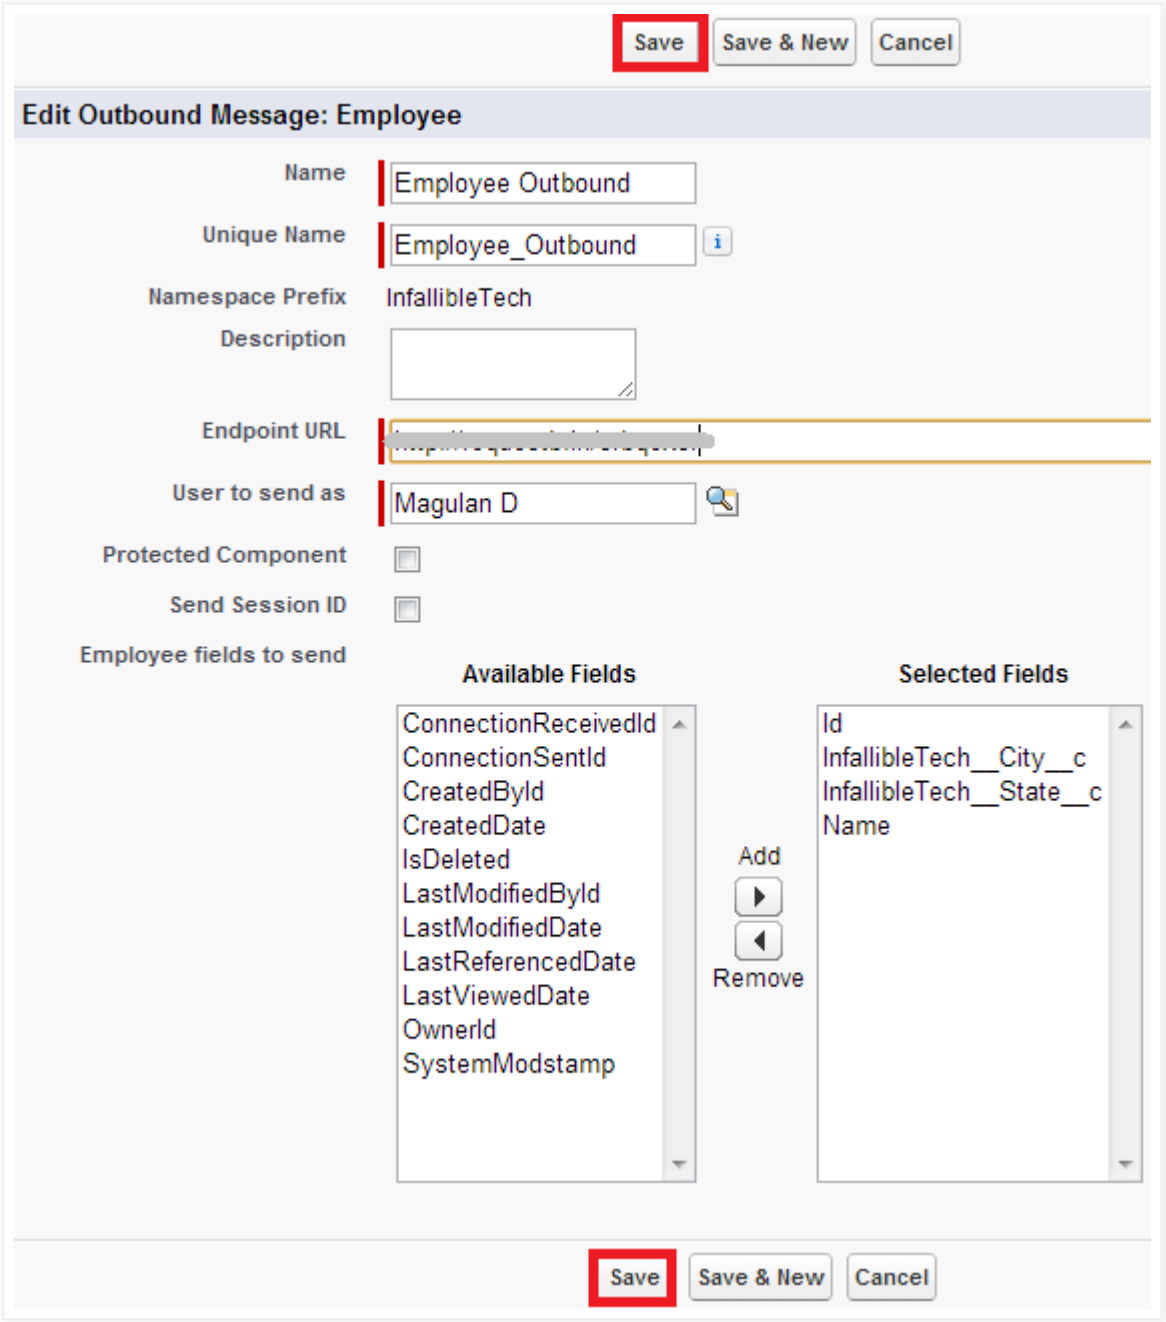 Save Save & New Cancel
Edit Outbound Message: Employee
Name Employee Outbound
Unique Name Employee_Outbound i
Namespace Prefix InfallibleTech
Description
Endpoint URL
User to send as Magulan D
Protected Component
Send Session ID
Employee fields to send
Available Fields Selected Fields
ConnectionReceivedId Id
ConnectionSentId InfallibleTech__City__c
CreatedById InfallibleTech__State__c
CreatedDate Name
IsDeleted Add
LastModifiedById
LastModifiedDate
LastReferencedDate
LastViewedDate Remove
OwnerId
SystemModstamp
Save Save & New Cancel